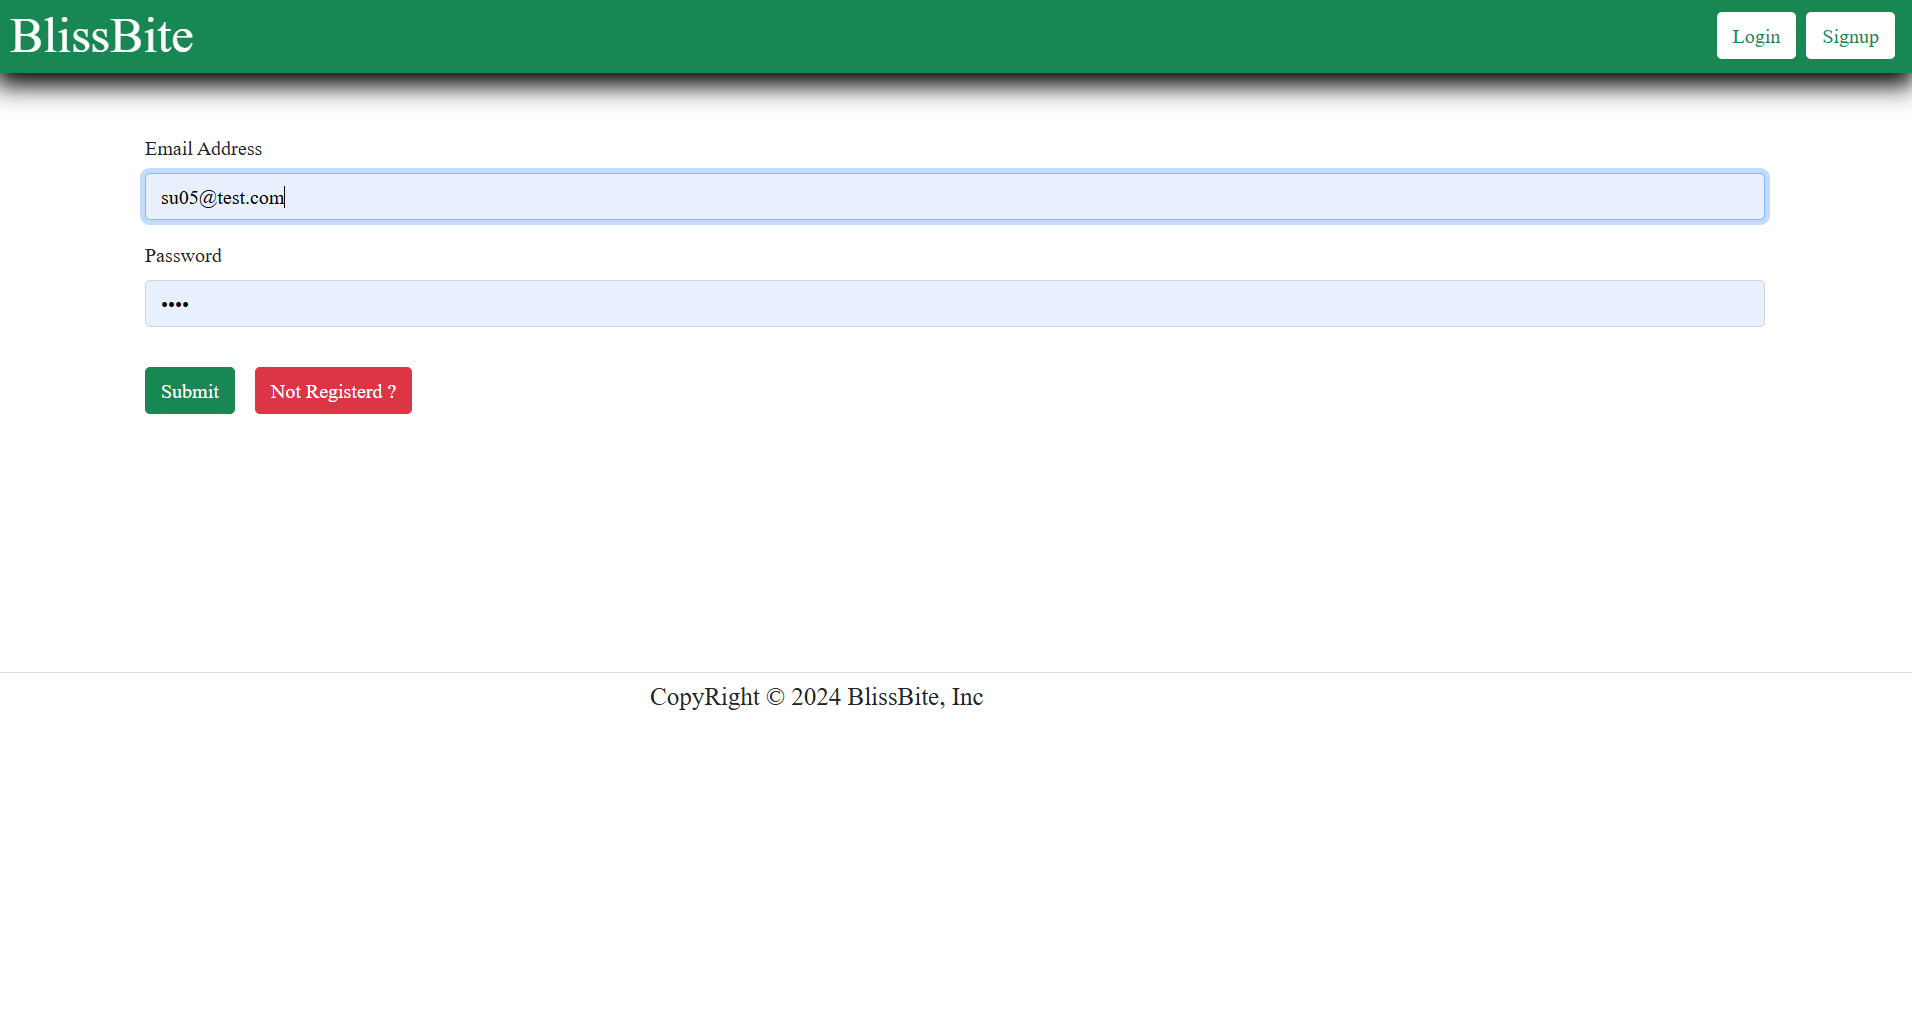 BlissBite
Login Signup
Email Address
su05@test.com
Password
••••
Submit Not Registerd ?
CopyRight © 2024 BlissBite, Inc